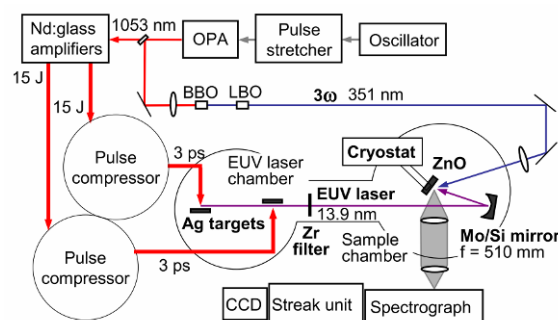 Nd:glass
amplifiers
1053 nm
OPA
Pulse
stretcher
Oscillator
15 J
15 J
BBO
LBO
3ω 351 nm
Pulse
compressor
3 ps
EUV laser
chamber
Cryostat
ZnO
EUV laser
13.9 nm
Ag targets
Zr
filter
Sample
chamber
Mo/Si mirror
f = 510 mm
Pulse
compressor
3 ps
CCD
Streak unit
Spectrograph